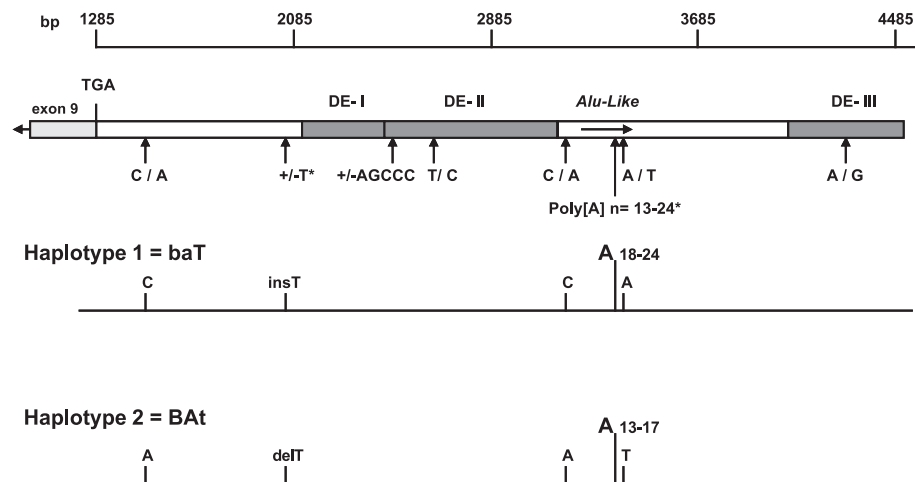 bp 1285 2085 2885 3685 4485
TGA
exon 9 DE- I DE- II Alu-Like DE- III
C / A +/-T* +/-AGCCC T/ C C / A A / T A / G
Poly[A] n= 13-24*
Haplotype 1 = baT A 18-24
C insT C A
Haplotype 2 = BAt A 13-17
A delT A T